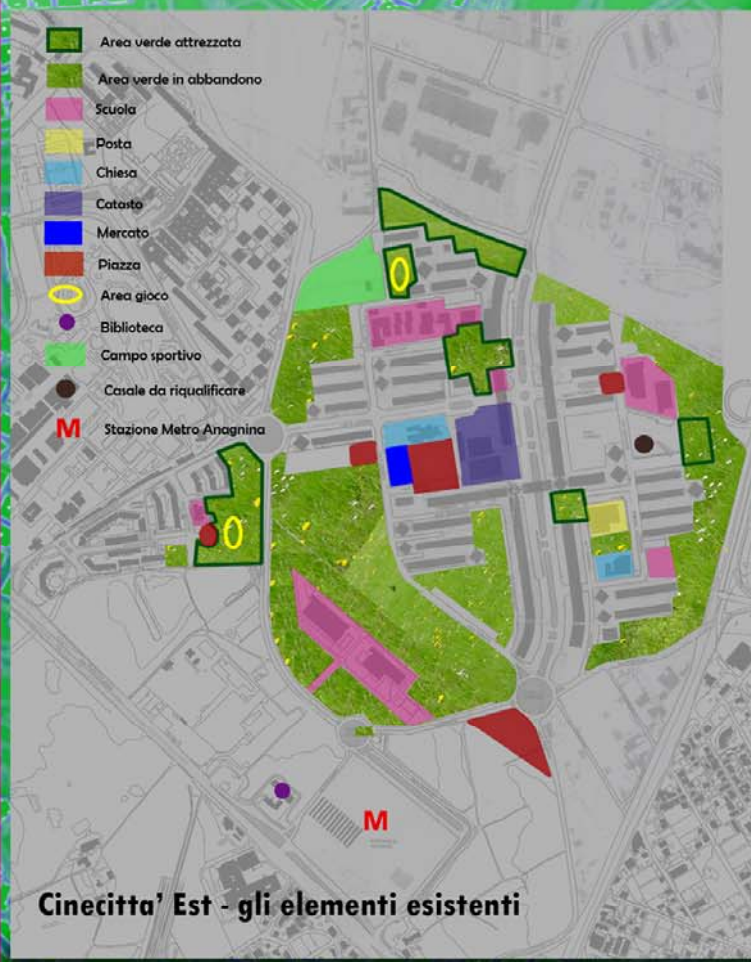 Area verde attrezzata
Area verde in abbandono
Scuola
Posta
Chiesa
Catasto
Mercato
Piazza
Area gioco
Biblioteca
Campo sportivo
Casale da riqualificare
M Stazione Metro Anagnina
M
Cinecitta' Est - gli elementi esistenti